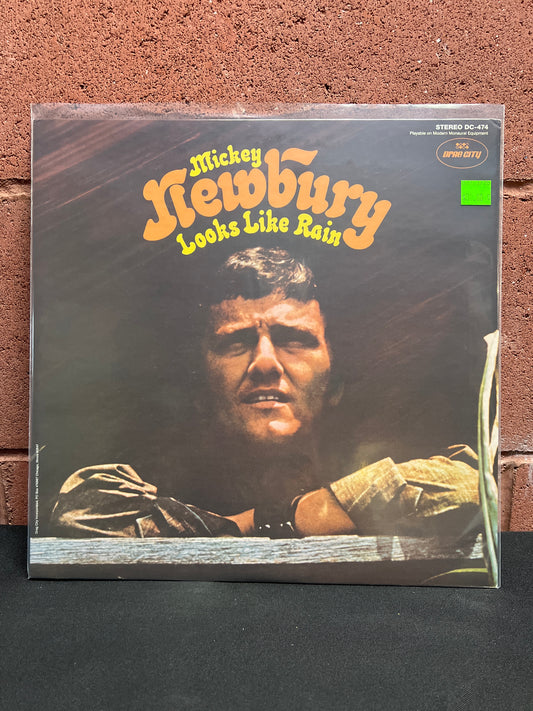 STEREO DC-474
Playable on Modern Monaural Equipment
DRAG CITY
Mickey
Newbury
Looks Like Rain